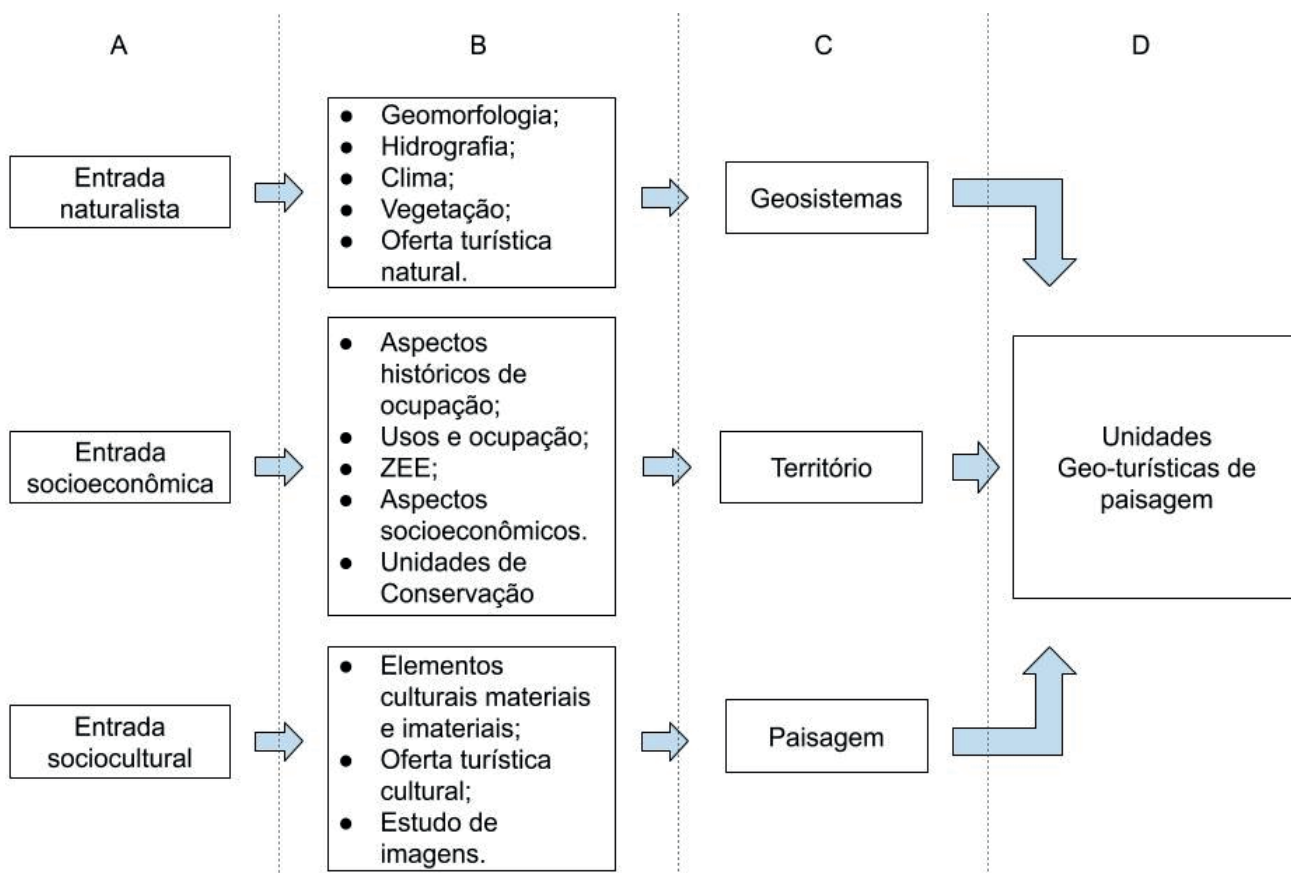 A
B
C
D
Entrada
naturalista
● Geomorfologia;
● Hidrografia;
● Clima;
● Vegetação;
● Oferta turística
natural.
Geosistemas
Entrada
socioeconômica
● Aspectos
históricos de
ocupação;
● Usos e ocupação;
● ZEE;
● Aspectos
socioeconômicos.
● Unidades de
Conservação
Território
Unidades
Geo-turísticas de
paisagem
Entrada
sociocultural
● Elementos
culturais materiais
e imateriais;
● Oferta turística
cultural;
● Estudo de
imagens.
Paisagem